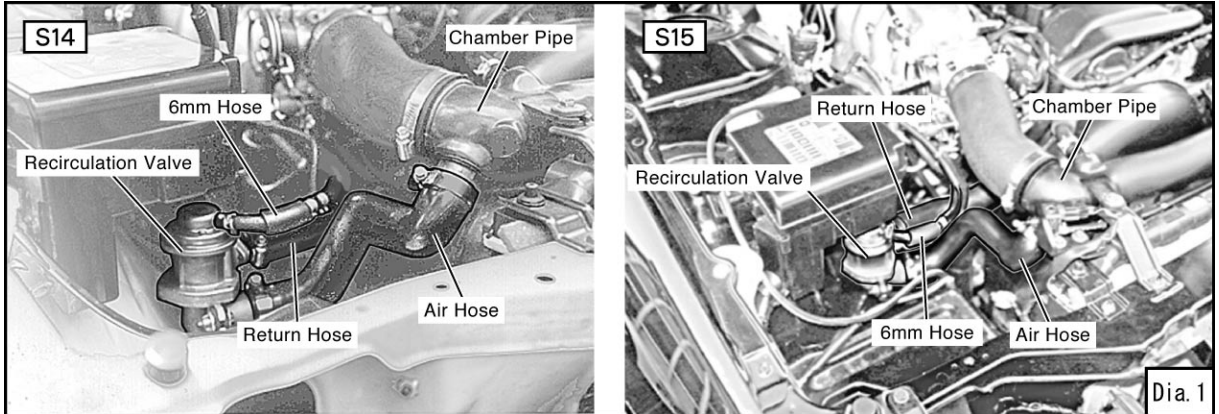 S14
Chamber Pipe
6mm Hose
Recirculation Valve
Air Hose
Return Hose
S15
Return Hose
Chamber Pipe
Recirculation Valve
6mm Hose
Air Hose
Dia.1